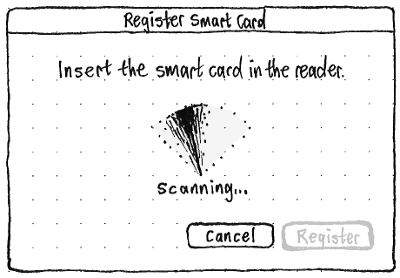 Register Smart Card
Insert the smart card in the reader.
scanning...
Cancel
Register